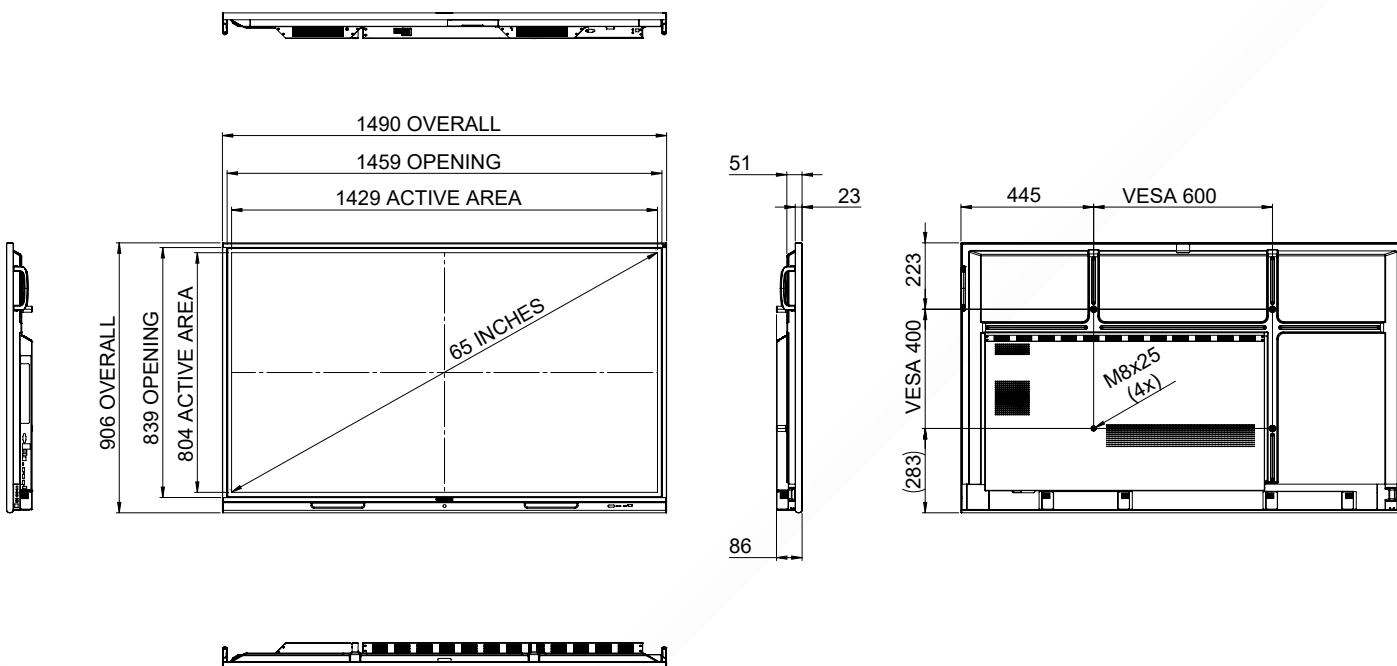 1490 OVERALL
1459 OPENING
1429 ACTIVE AREA
906 OVERALL
839 OPENING
804 ACTIVE AREA
65 INCHES
51
23
86
445
VESA 600
223
VESA 400
(283)
M8x25
(4x)